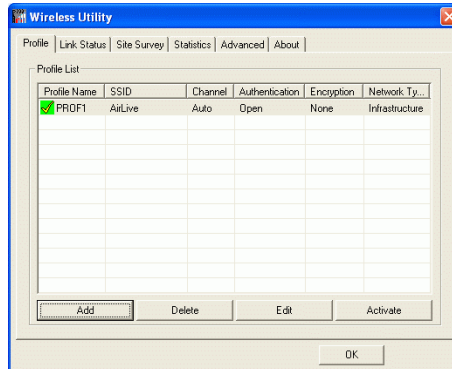 Wireless Utility
Profile Link Status Site Survey Statistics Advanced About
Profile List
Profile Name SSID Channel Authentication Encryption Network Ty...
PROF1 AirLive Auto Open None Infrastructure
Add Delete Edit Activate
OK